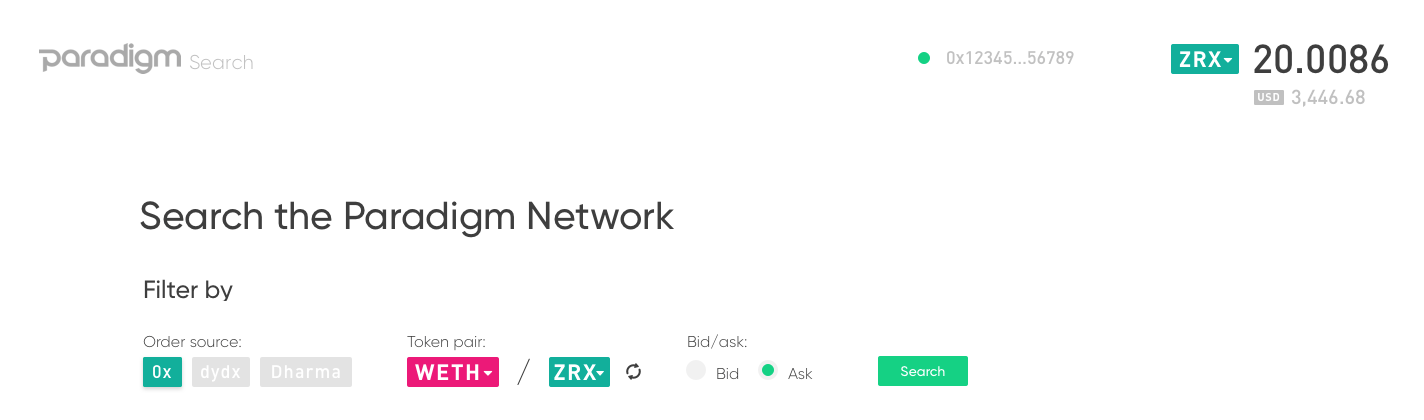 paradigm Search
0x12345...56789
ZRX 20.0086
USD 3,446.68
Search the Paradigm Network
Filter by
Order source: Token pair: Bid/ask:
0x dydx Dharma WETH / ZRX Bid Ask Search